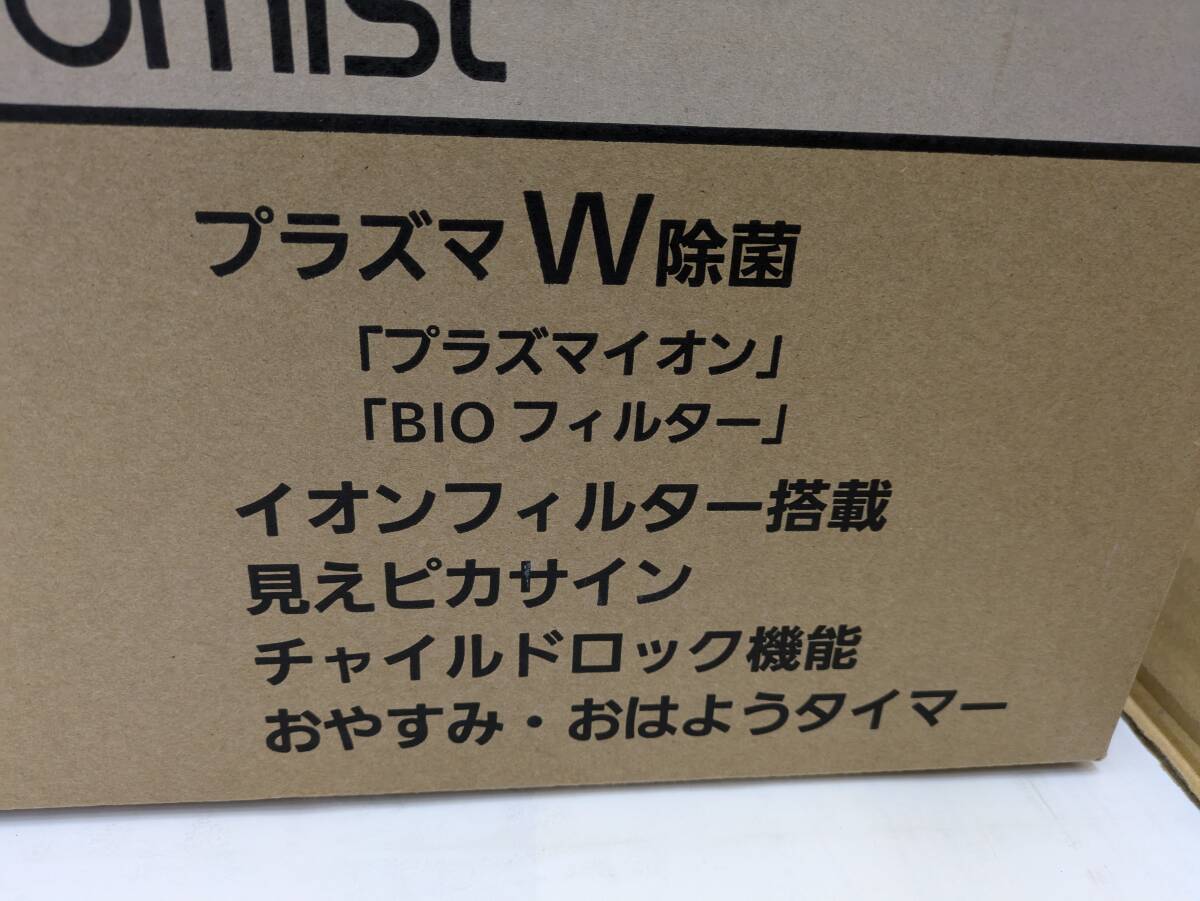 omist
プラズマW除菌
「プラズマイオン」
「BIO フィルター」
イオンフィルター搭載
見えピカサイン
チャイルドロック機能
おやすみ・おはようタイマー